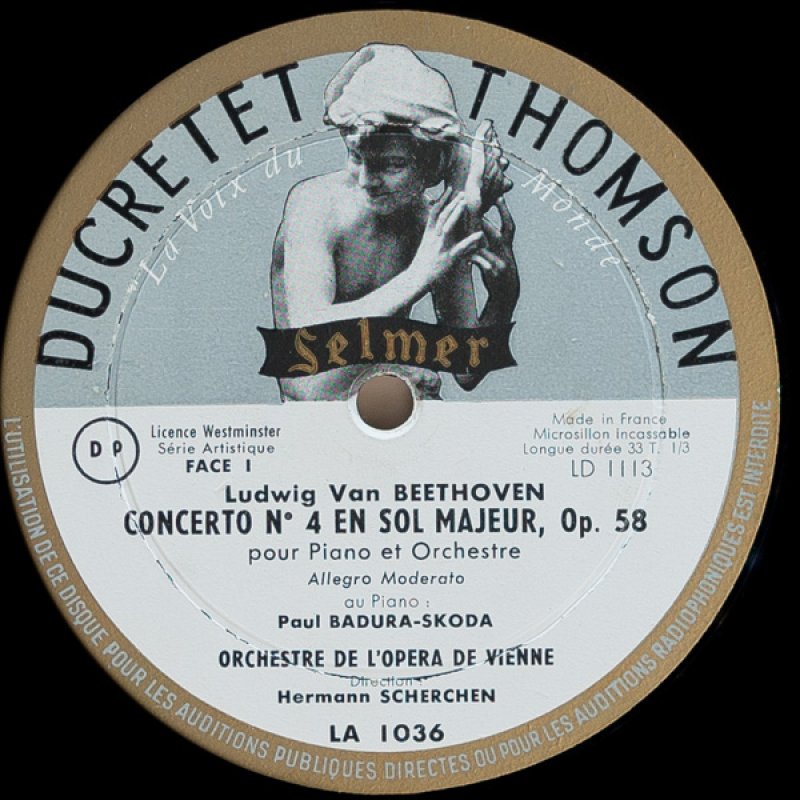 DUCRETET THOMSON
La Voix du Monde
Selmer
D P
Licence Westminster
Série Artistique
FACE 1
Made in France
Microsillon Incassable
Longue durée 33 T. 1/3
LD 1113
Ludwig Van BEETHOVEN
CONCERTO N° 4 EN SOL MAJEUR, Op. 58
pour Piano et Orchestre
Allegro Moderato
au Piano :
Paul BADURA-SKODA
ORCHESTRE DE L'OPERA DE VIENNE
Direction :
Hermann SCHERCHEN
LA 1036
L'UTILISATION DE CE DISQUE POUR LES AUDITIONS PUBLIQUES DIRECTES OU POUR LES AUDITIONS RADIOPHONIQUES EST INTERDITE